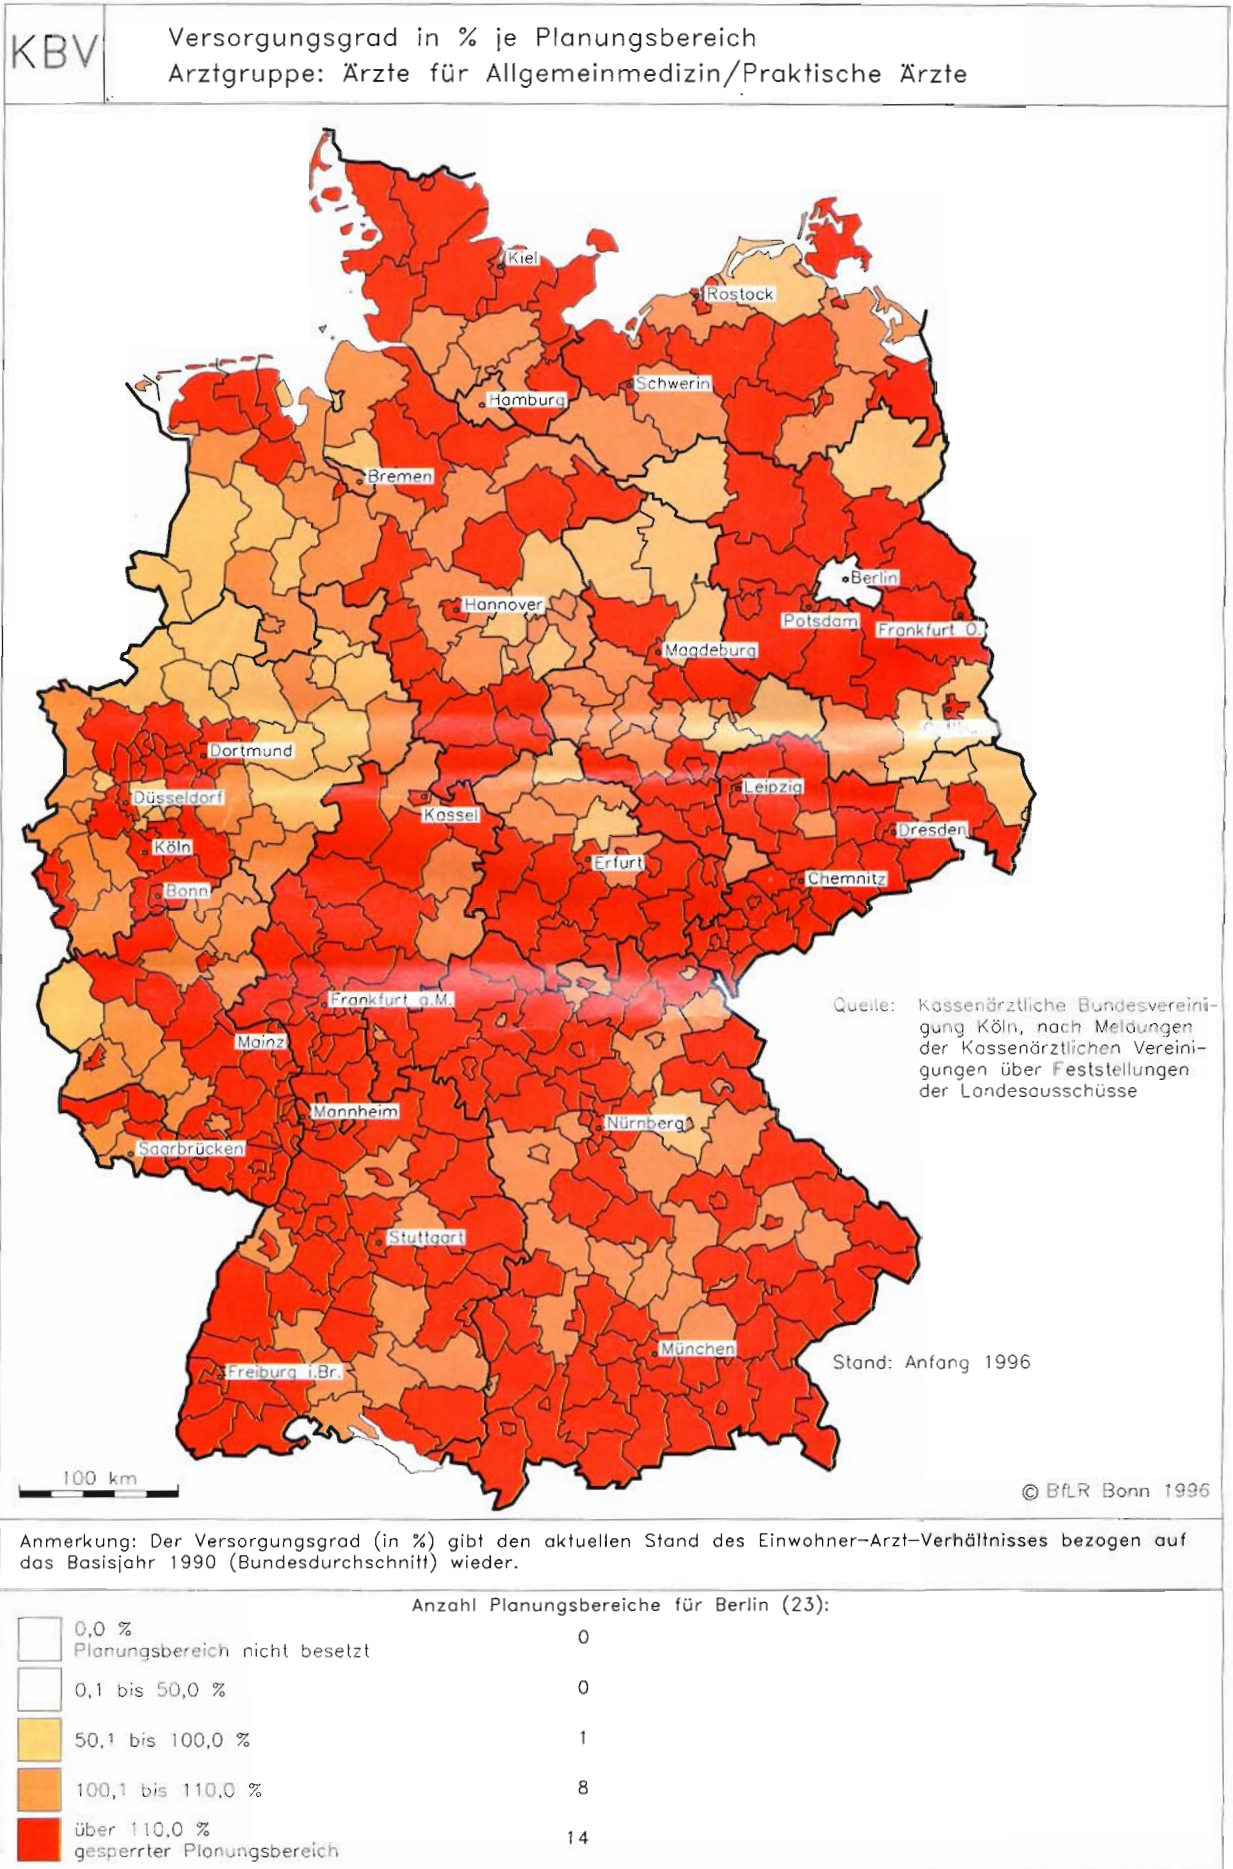 KBV
Versorgungsgrad in % je Planungsbereich
Arztgruppe: Ärzte für Allgemeinmedizin/Praktische Ärzte
Kiel
Rostock
Schwerin
Hamburg
Bremen
Berlin
Hannover
Potsdam
Frankfurt O.
Magdeburg
Dortmund
Düsseldorf
Leipzig
Kassel
Dresden
Köln
Erfurt
Chemnitz
Bonn
Frankfurt a.M.
Mainz
Mannheim
Nürnberg
Saarbrücken
Stuttgart
München
Freiburg i.Br.
Quelle: Kassenärztliche Bundesvereini-
gung Köln, nach Meldungen
der Kassenärztlichen Vereini-
gungen über Feststellungen
der Landesausschüsse
Stand: Anfang 1996
100 km
© BfLR Bonn 1996
Anmerkung: Der Versorgungsgrad (in %) gibt den aktuellen Stand des Einwohner-Arzt-Verhältnisses bezogen auf
das Basisjahr 1990 (Bundesdurchschnitt) wieder.
Anzahl Planungsbereiche für Berlin (23):
0,0 %
Planungsbereich nicht besetzt 0
0,1 bis 50,0 % 0
50,1 bis 100,0 % 1
100,1 bis 110,0 % 8
über 110,0 %
gesperrter Planungsbereich 14